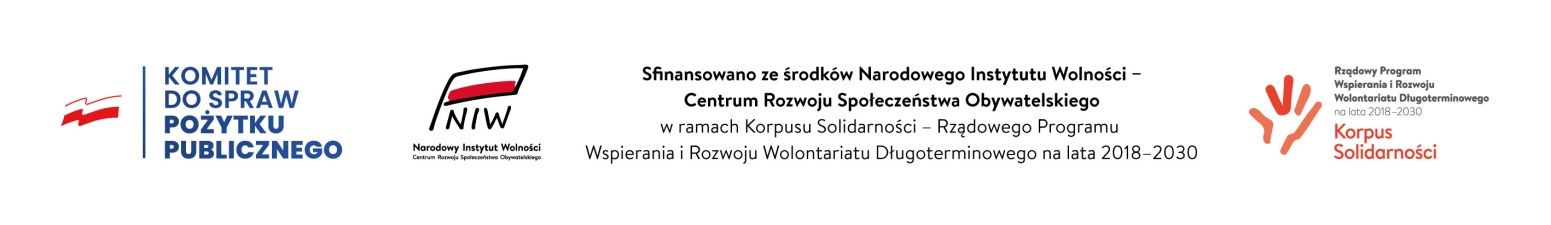 KOMITET
DO SPRAW
POŻYTKU
PUBLICZNEGO
NIW
Narodowy Instytut Wolności
Centrum Rozwoju Społeczeństwa Obywatelskiego
Sfinansowano ze środków Narodowego Instytutu Wolności –
Centrum Rozwoju Społeczeństwa Obywatelskiego
w ramach Korpusu Solidarności – Rządowego Programu
Wspierania i Rozwoju Wolontariatu Długoterminowego na lata 2018–2030
Rządowy Program
Wspierania i Rozwoju
Wolontariatu Długoterminowego
na lata 2018–2030
Korpus
Solidarności